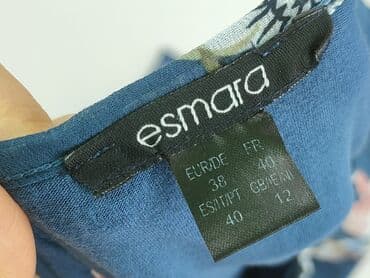 esmara
EUR/DE FR
38 40
ES/IT/PT GB/IE/NI
40 12